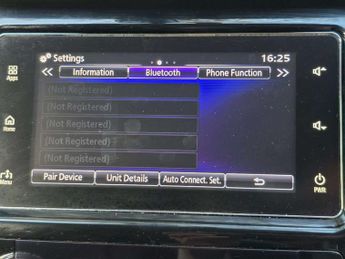 Settings
16:25
<< Information Bluetooth Phone Function >>
(Not Registered)
(Not Registered)
(Not Registered)
(Not Registered)
(Not Registered)
Pair Device Unit Details Auto Connect. Set.
Apps
Home
Menu
PWR